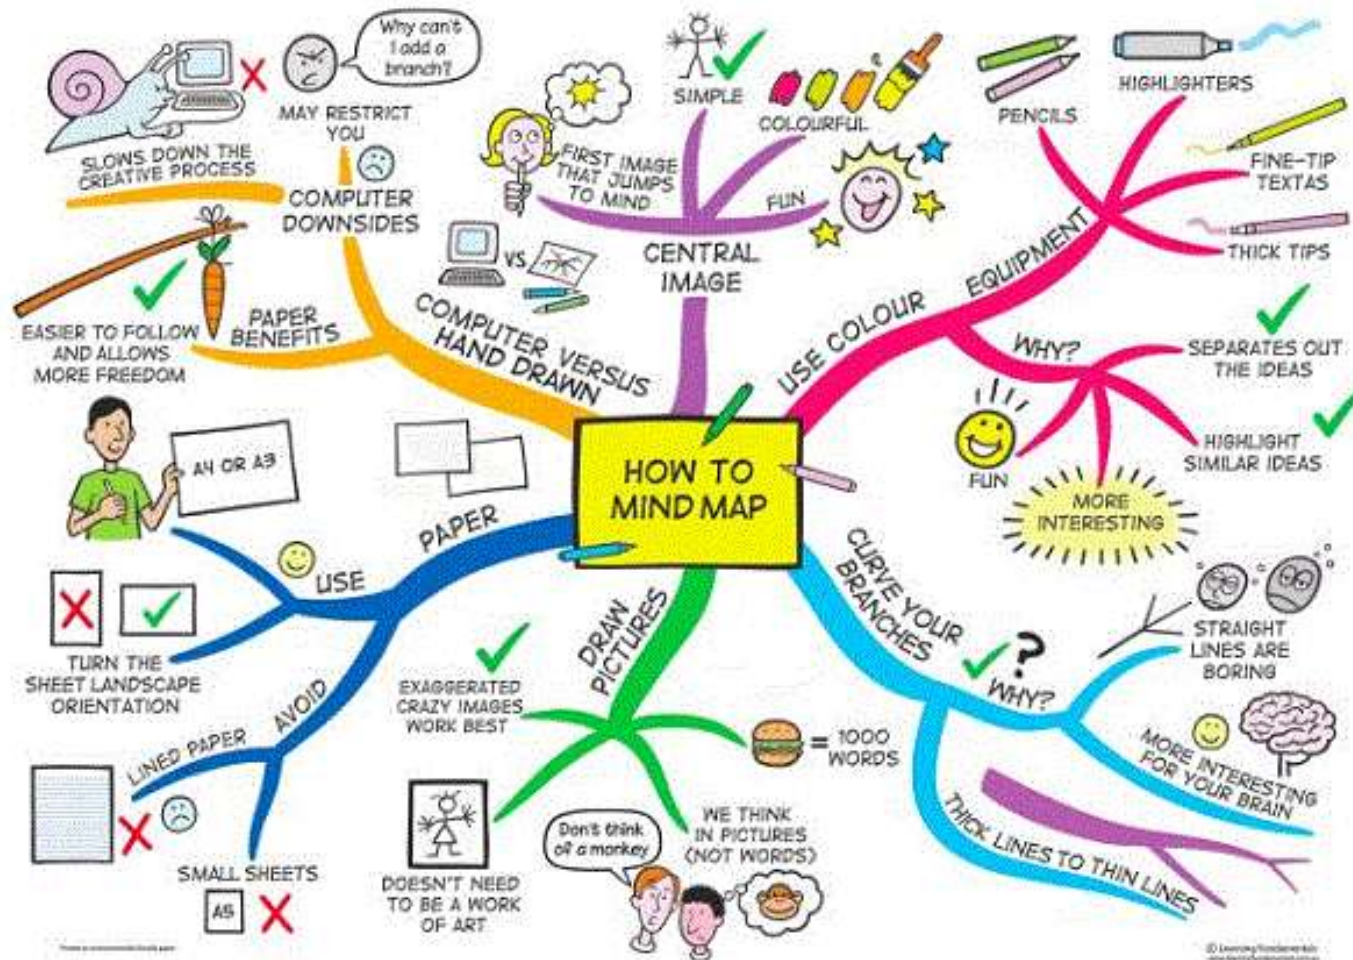 HOW TO
MIND MAP
CENTRAL
IMAGE
FIRST IMAGE
THAT JUMPS
TO MIND
SIMPLE
COLOURFUL
FUN
USE COLOUR
EQUIPMENT
PENCILS
HIGHLIGHTERS
FINE-TIP
TEXTAS
THICK TIPS
WHY?
SEPARATES OUT
THE IDEAS
HIGHLIGHT
SIMILAR IDEAS
MORE
INTERESTING
FUN
CURVE YOUR
BRANCHES
?
WHY?
STRAIGHT
LINES ARE
BORING
MORE INTERESTING
FOR YOUR BRAIN
THICK LINES TO THIN LINES
DRAW
PICTURES
= 1000
WORDS
WE THINK
IN PICTURES
(NOT WORDS)
Don't think
of a monkey
DOESN'T NEED
TO BE A WORK
OF ART
EXAGGERATED
CRAZY IMAGES
WORK BEST
PAPER
USE
A4 OR A3
TURN THE
SHEET LANDSCAPE
ORIENTATION
AVOID
LINED PAPER
SMALL SHEETS
A5
COMPUTER VERSUS
HAND DRAWN
VS
PAPER
BENEFITS
EASIER TO FOLLOW
AND ALLOWS
MORE FREEDOM
COMPUTER
DOWNSIDES
SLOWS DOWN THE
CREATIVE PROCESS
MAY RESTRICT
YOU
Why can't
I add a
branch?
© Learning Fundamentals